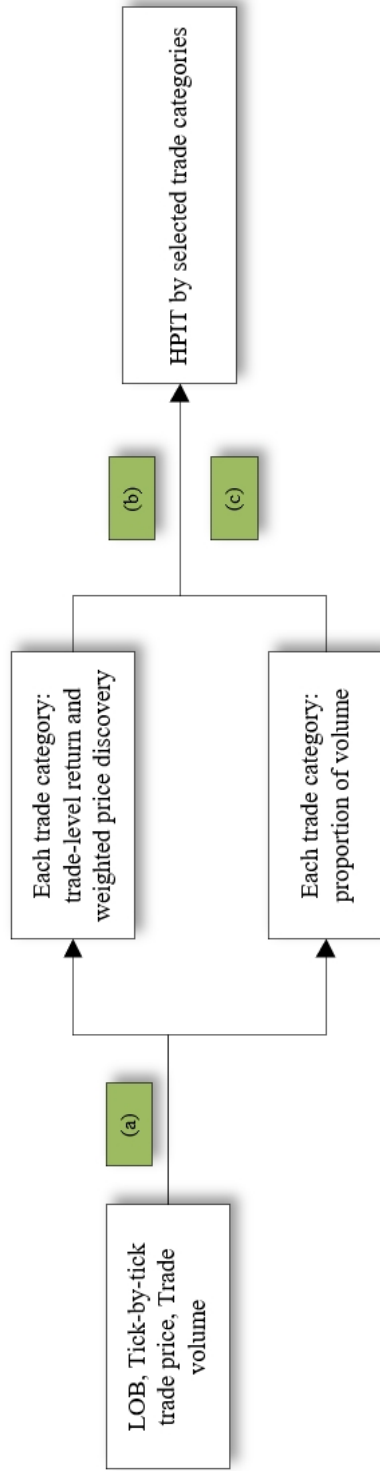 LOB, Tick-by-tick
trade price, Trade
volume
(a)
Each trade category:
trade-level return and
weighted price discovery
Each trade category:
proportion of volume
(b)
(c)
HPIT by selected trade categories